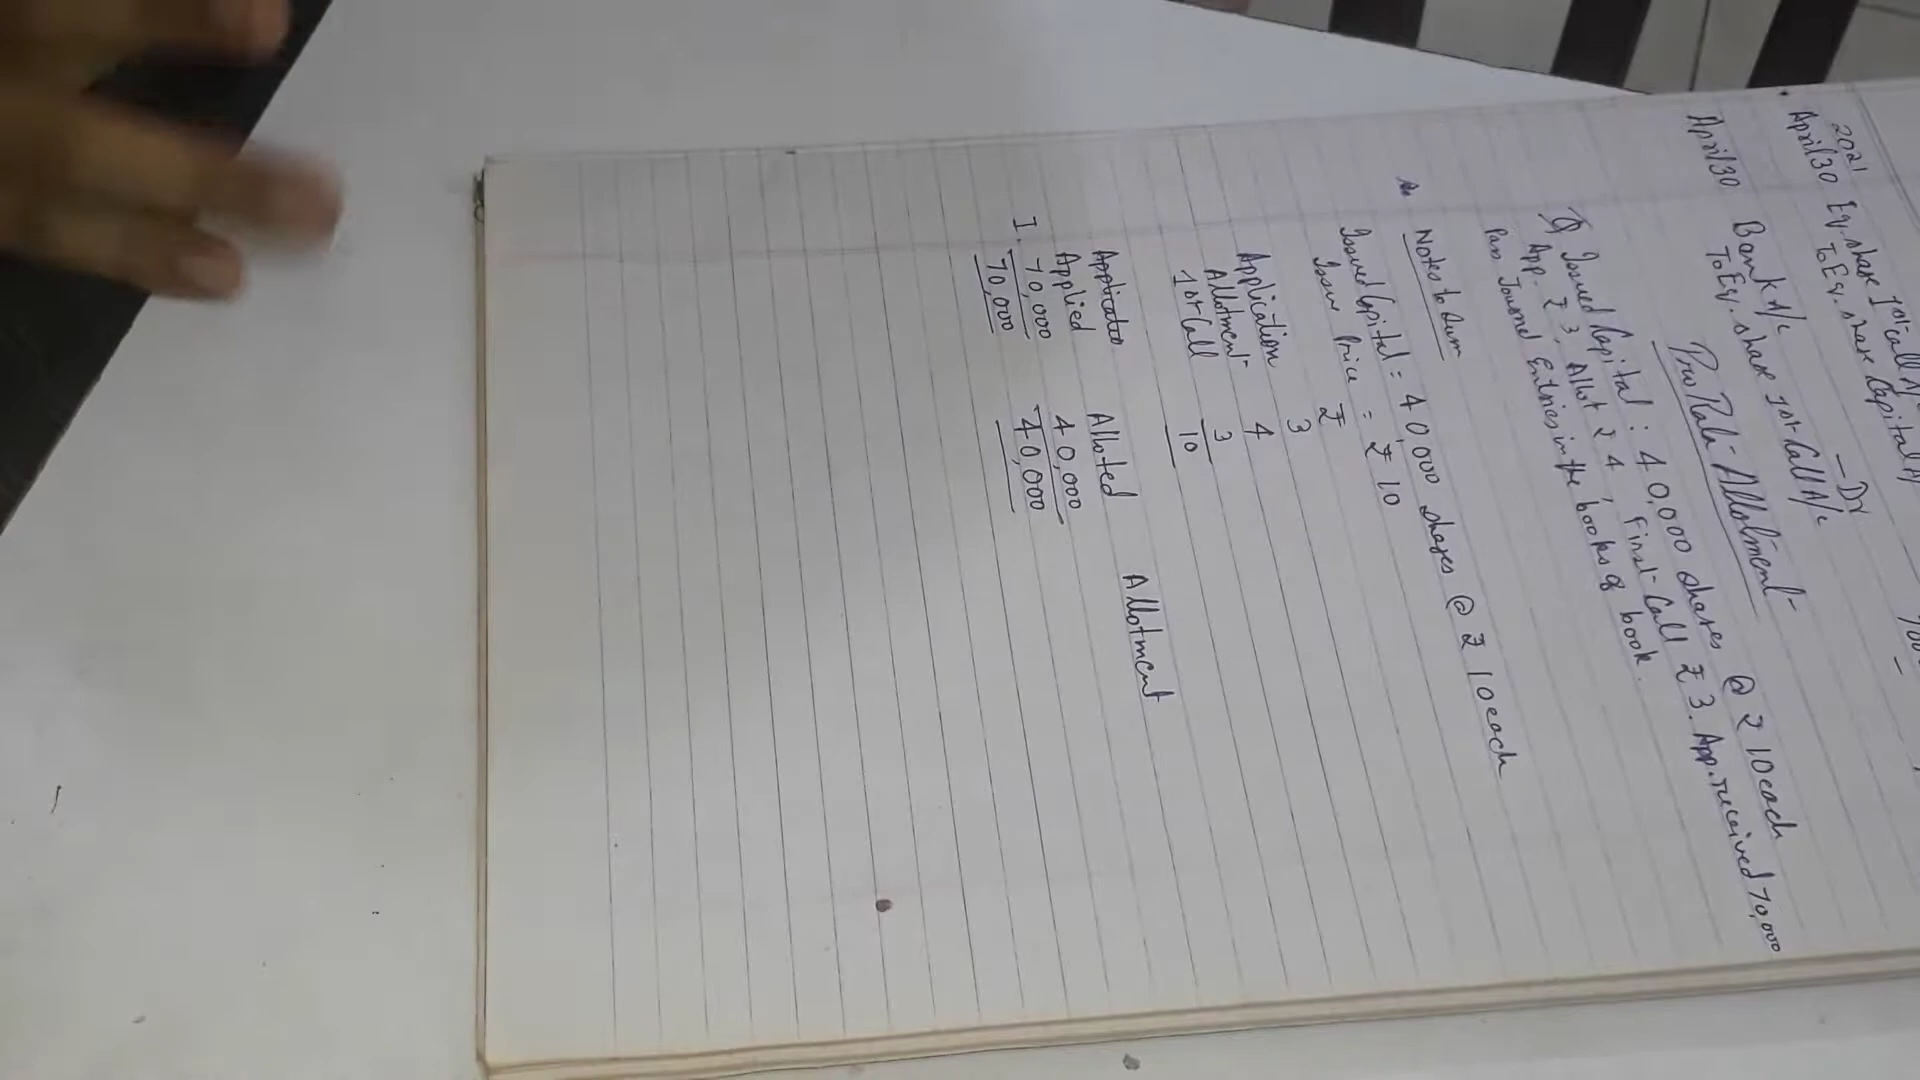 2021
April 30 Eq. share 1st call A/c
To Eq. share Capital A/c
April 30 Bank A/c - Dr
To Eq. share 1st Call A/c
Pro Rata Allotment
Q Issued Capital : 40,000 shares @ ₹ 10 each
App. ₹ 3, Allot ₹ 4, first Call ₹ 3. App. received 70,000
Pass Journal Entries in the books of book.
Notes to Sum
Issued Capital = 40,000 shares @ ₹ 10 each
Issue Price = ₹ 10
₹
Application 3
Allotment 4
1st Call 3
10
Allotment
Application
Applied Alloted
I. 70,000 40,000
70,000 40,000